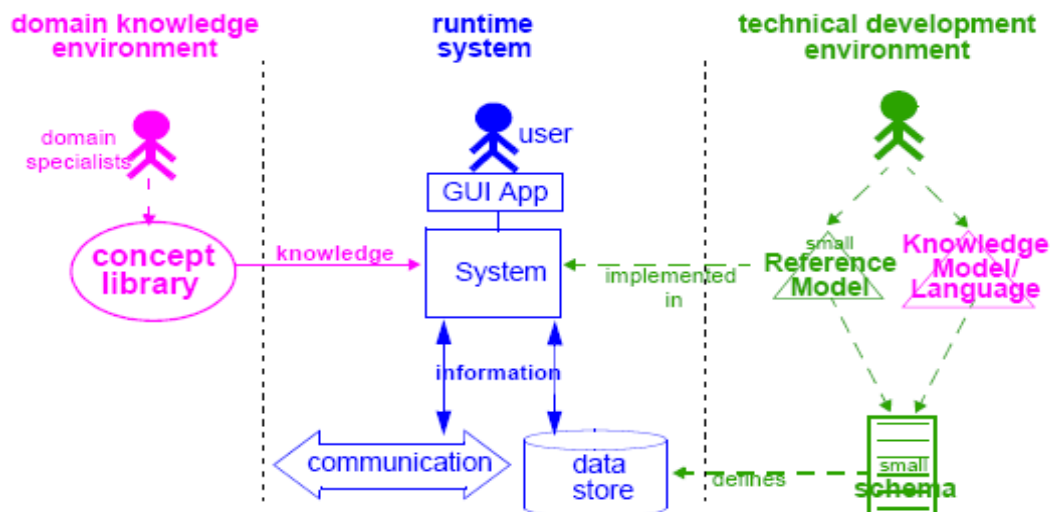 domain knowledge
environment
runtime
system
technical development
environment
domain
specialists
user
GUI App
concept
library
knowledge
System
implemented
in
small
Reference
Model
Knowledge
Model/
Language
information
communication
data
store
defines
small
schema